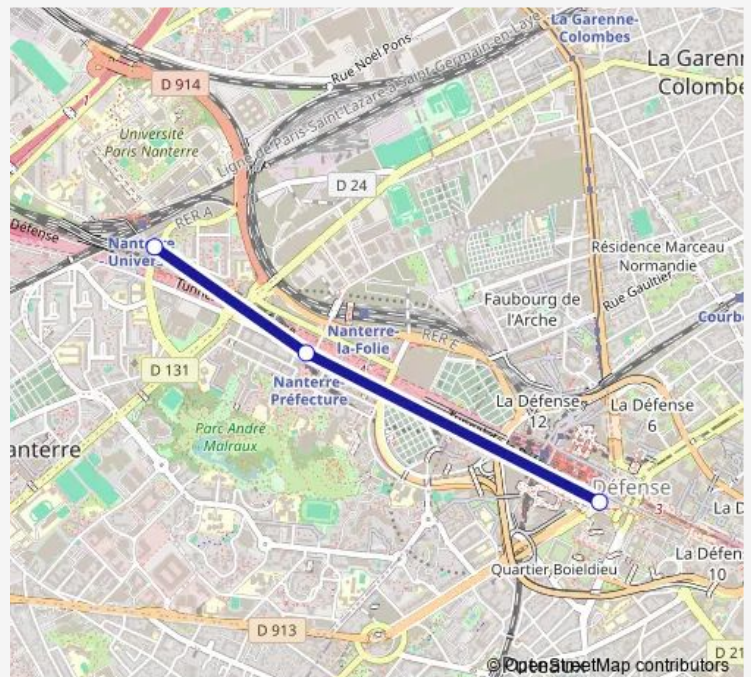 La Garenne-
Colombes
Rue Noël Pons
La Garenn
Colombe
D 914
Ligne de Paris-Saint-Lazare à Saint-Germain-en-Laye
Université
Paris Nanterre
D 24
RER A
Défense
Nanterre
Univers
Résidence Marceau
Normandie
Rue Gaultier
Faubourg de
l'Arche
Courbe
Nanterre-
la-Folie
RER E
D 131
Nanterre-
Préfecture
La Défense
12
La Défense
6
Parc André
Malraux
anterre
Défense
3
La D
La Défen
10
Quartier Boieldieu
D 913
D 21
© OpenStreetMap contributors